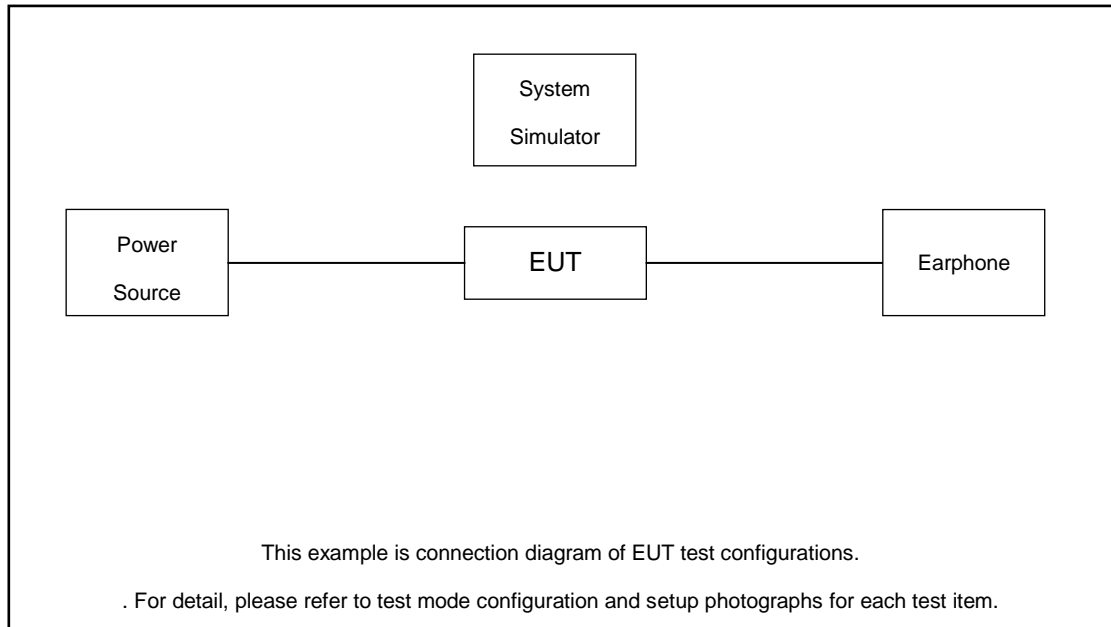 System
Simulator
Power
Source
EUT
Earphone
This example is connection diagram of EUT test configurations.
. For detail, please refer to test mode configuration and setup photographs for each test item.